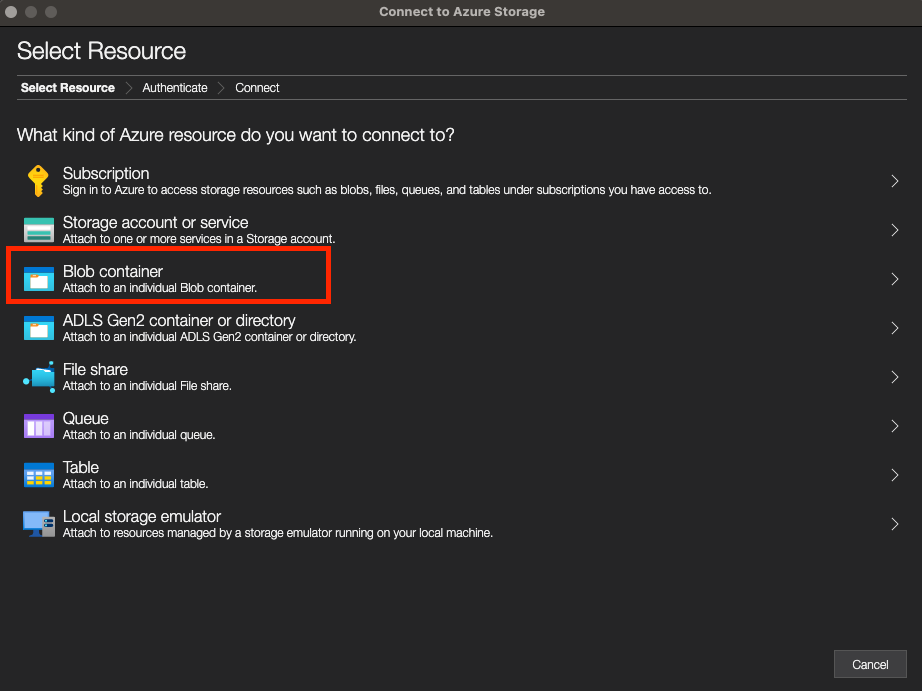 Connect to Azure Storage
Select Resource
Select Resource
Authenticate
Connect
What kind of Azure resource do you want to connect to?
Subscription
Sign in to Azure to access storage resources such as blobs, files, queues, and tables under subscriptions you have access to.
Storage account or service
Attach to one or more services in a Storage account.
Blob container
Attach to an individual Blob container.
ADLS Gen2 container or directory
Attach to an individual ADLS Gen2 container or directory.
File share
Attach to an individual File share.
Queue
Attach to an individual queue.
Table
Attach to an individual table.
Local storage emulator
Attach to resources managed by a storage emulator running on your local machine.
Cancel